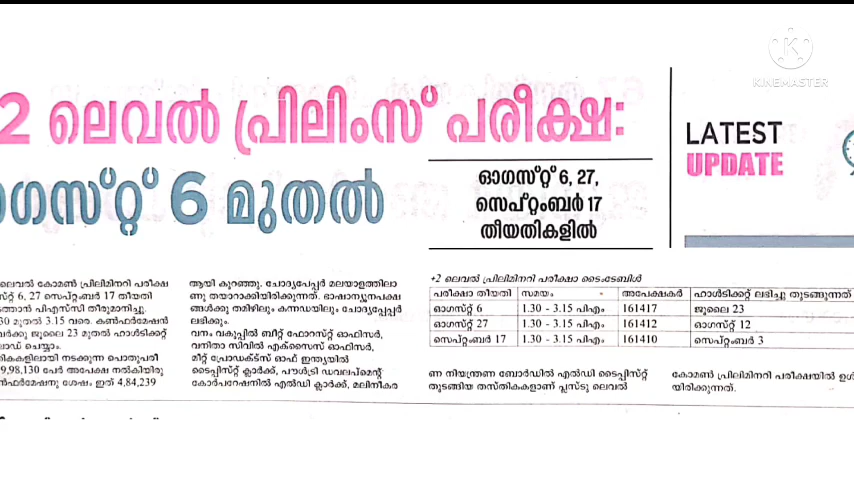 KINEMASTER
2 ലെവൽ പ്രിലിംസ് പരീക്ഷ:
ഗസ്റ്റ് 6 മുതൽ
ഓഗസ്റ്റ് 6, 27,
സെപ്റ്റംബർ 17
തീയതികളിൽ
LATEST
UPDATE
ലെവൽ കോമൺ പ്രിലിമിനറി പരീക്ഷ
സ്റ്റ് 6, 27 സെപ്റ്റംബർ 17 തീയതി
ത്താൻ പിഎസ്‌സി തീരുമാനിച്ചു.
30 മുതൽ 3.15 വരെ. കൺഫർമേഷൻ
വർക്കു ജൂലൈ 23 മുതൽ ഹാൾടിക്കറ്റ്
ലോഡ് ചെയ്യാം.
തികകളിലായി നടക്കുന്ന പൊതുപരീ
9,98,130 പേർ അപേക്ഷ നൽകിയിരു
ൻഫർമേഷനു ശേഷം ഇത് 4,84,239
ആയി കുറഞ്ഞു. ചോദ്യപേപ്പർ മലയാളത്തിലാ
ണു തയാറാക്കിയിരിക്കുന്നത്. ഭാഷാന്യൂനപക്ഷ
ങ്ങൾക്കു തമിഴിലും കന്നഡയിലും ചോദ്യപ്പേപ്പർ
ലഭിക്കും.
വനം വകുപ്പിൽ ബീറ്റ് ഫോറസ്റ്റ് ഓഫിസർ,
വനിതാ സിവിൽ എക്സൈസ് ഓഫിസർ,
മീറ്റ് പ്രോഡക്ട്സ് ഓഫ് ഇന്ത്യയിൽ
ടൈപ്പിസ്റ്റ് ക്ലാർക്ക്, പൗൾട്രി ഡവലപ്മെന്റ്
കോർപറേഷനിൽ എൽഡി ക്ലാർക്ക്, മലിനീകര
+2 ലെവൽ പ്രിലിമിനറി പരീക്ഷാ ടൈംടേബിൾ
പരീക്ഷാ തീയതി സമയം അപേക്ഷകർ ഹാൾടിക്കറ്റ് ലഭിച്ചു തുടങ്ങുന്നത്
ഓഗസ്റ്റ് 6 1.30 - 3.15 പിഎം 161417 ജൂലൈ 23
ഓഗസ്റ്റ് 27 1.30 - 3.15 പിഎം 161412 ഓഗസ്റ്റ് 12
സെപ്റ്റംബർ 17 1.30 - 3.15 പിഎം 161410 സെപ്റ്റംബർ 3
ണ നിയന്ത്രണ ബോർഡിൽ എൽഡി ടൈപ്പിസ്റ്റ്
തുടങ്ങിയ തസ്തികകളാണ് പ്ലസ്ടു ലെവൽ
കോമൺ പ്രിലിമിനറി പരീക്ഷയിൽ ഉൾ
യിരിക്കുന്നത്.